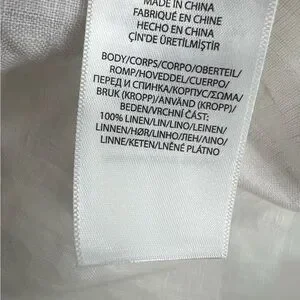 MADE IN CHINA
FABRIQUÉ EN CHINE
HECHO EN CHINA
ÇİN'DE ÜRETİLMİŞTİR
BODY/CORPS/CORPO/OBERTEIL/
ROMP/HOVEDDEL/CUERPO/
ПЕРЕД И СПИНКА/КОРПУС/ΣΩΜΑ/
BRUK (KROPP)/ANVÄND (KROPP)/
BEDEN/VRCHNÍ ČÁST:
100% LINEN/LIN/LINO/LEINEN/
LINNEN/HØR/LINHO/ЛЕН/ΛΙΝΟ/
LINNE/KETEN/LNĚNÉ PLÁTNO